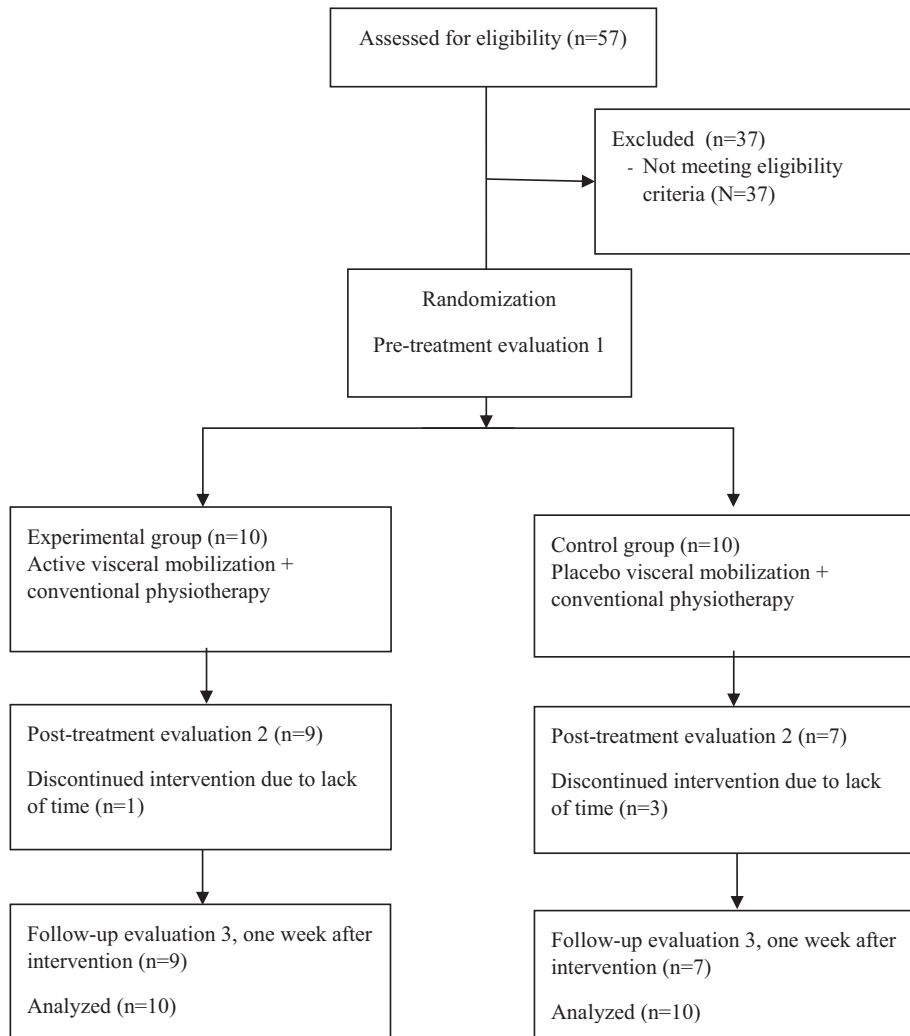 Assessed for eligibility (n=57)
Excluded (n=37)
- Not meeting eligibility
criteria (N=37)
Randomization
Pre-treatment evaluation 1
Experimental group (n=10)
Active visceral mobilization +
conventional physiotherapy
Control group (n=10)
Placebo visceral mobilization +
conventional physiotherapy
Post-treatment evaluation 2 (n=9)
Discontinued intervention due to lack
of time (n=1)
Post-treatment evaluation 2 (n=7)
Discontinued intervention due to lack
of time (n=3)
Follow-up evaluation 3, one week after
intervention (n=9)
Analyzed (n=10)
Follow-up evaluation 3, one week after
intervention (n=7)
Analyzed (n=10)